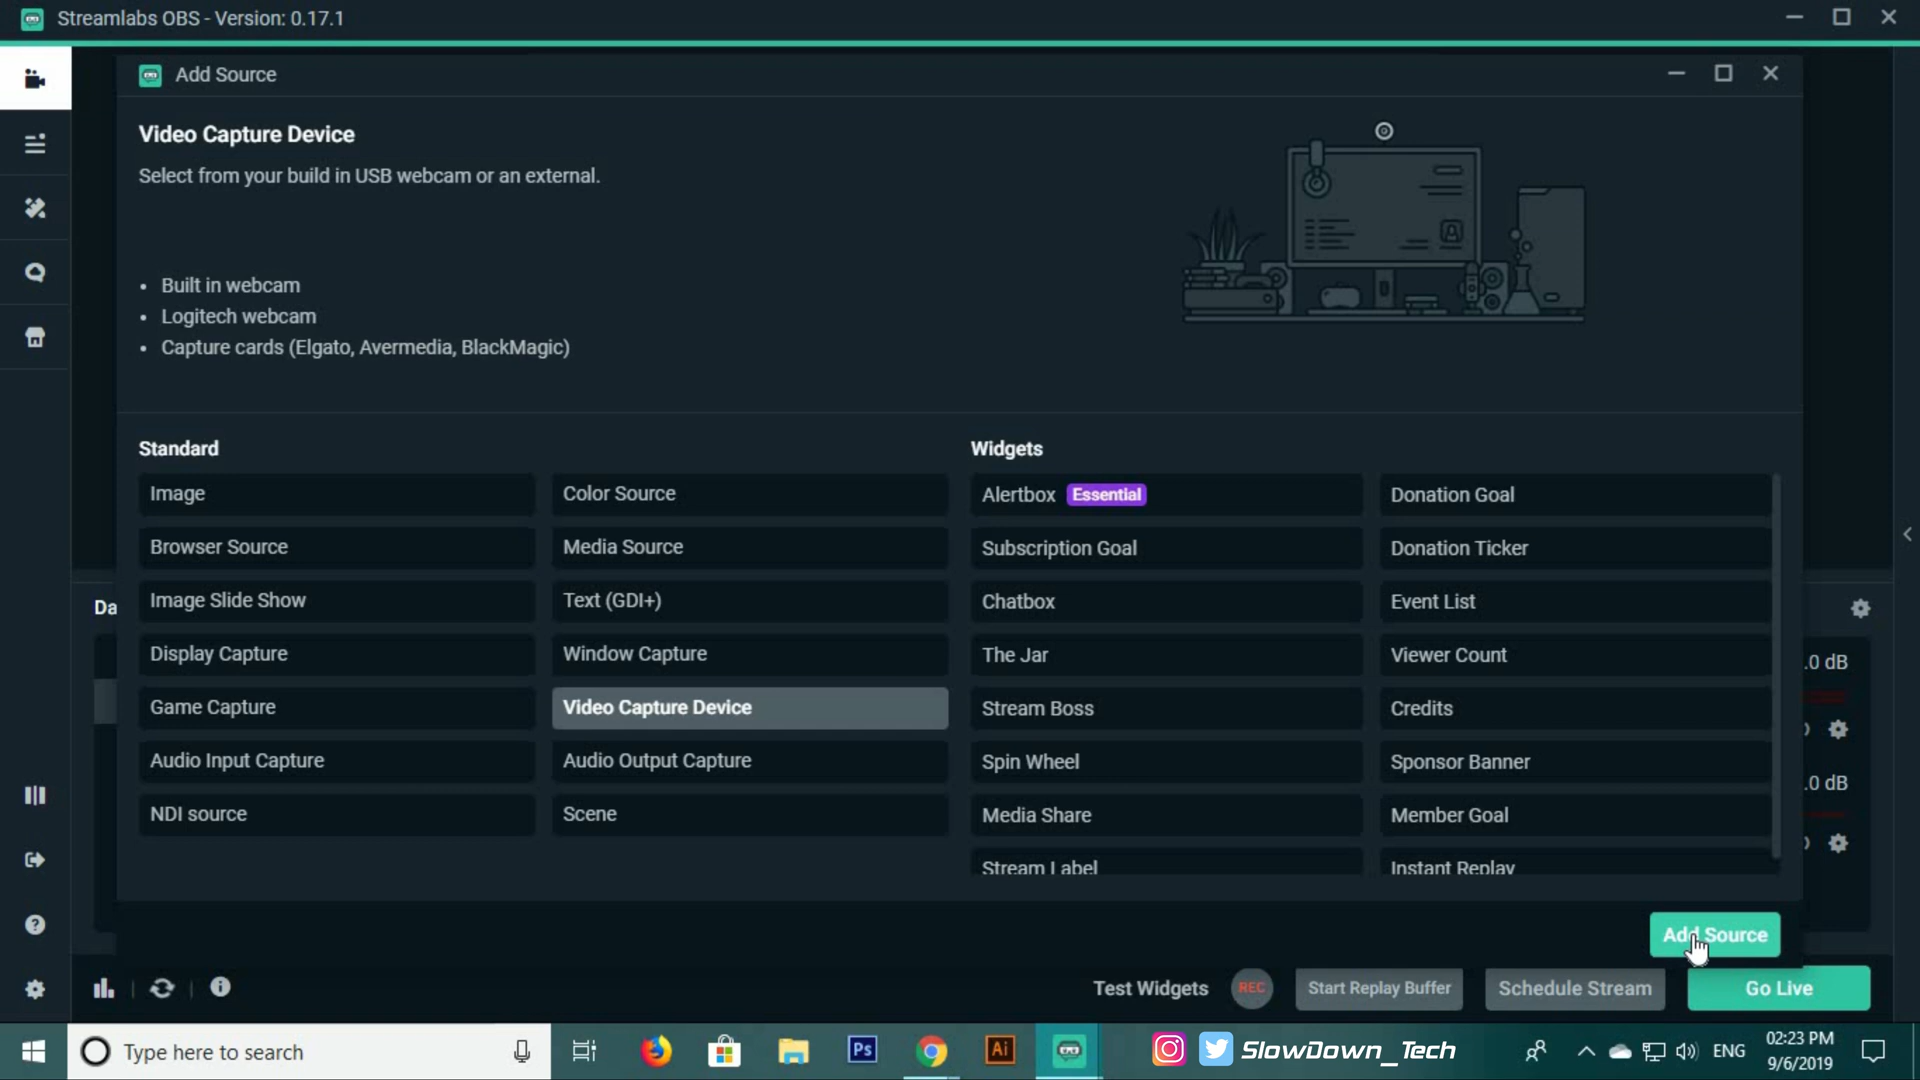 Streamlabs OBS - Version: 0.17.1
Add Source
Video Capture Device
Select from your build in USB webcam or an external.
• Built in webcam
• Logitech webcam
• Capture cards (Elgato, Avermedia, BlackMagic)
Standard
Widgets
Image
Color Source
Alertbox Essential
Donation Goal
Browser Source
Media Source
Subscription Goal
Donation Ticker
Image Slide Show
Text (GDI+)
Chatbox
Event List
Da
Display Capture
Window Capture
The Jar
Viewer Count
.0 dB
Game Capture
Video Capture Device
Stream Boss
Credits
Audio Input Capture
Audio Output Capture
Spin Wheel
Sponsor Banner
.0 dB
NDI source
Scene
Media Share
Member Goal
Stream Label
Instant Replay
Add Source
Test Widgets
REC
Start Replay Buffer
Schedule Stream
Go Live
Type here to search
Ps
Ai
SlowDown_Tech
ENG
02:23 PM
9/6/2019